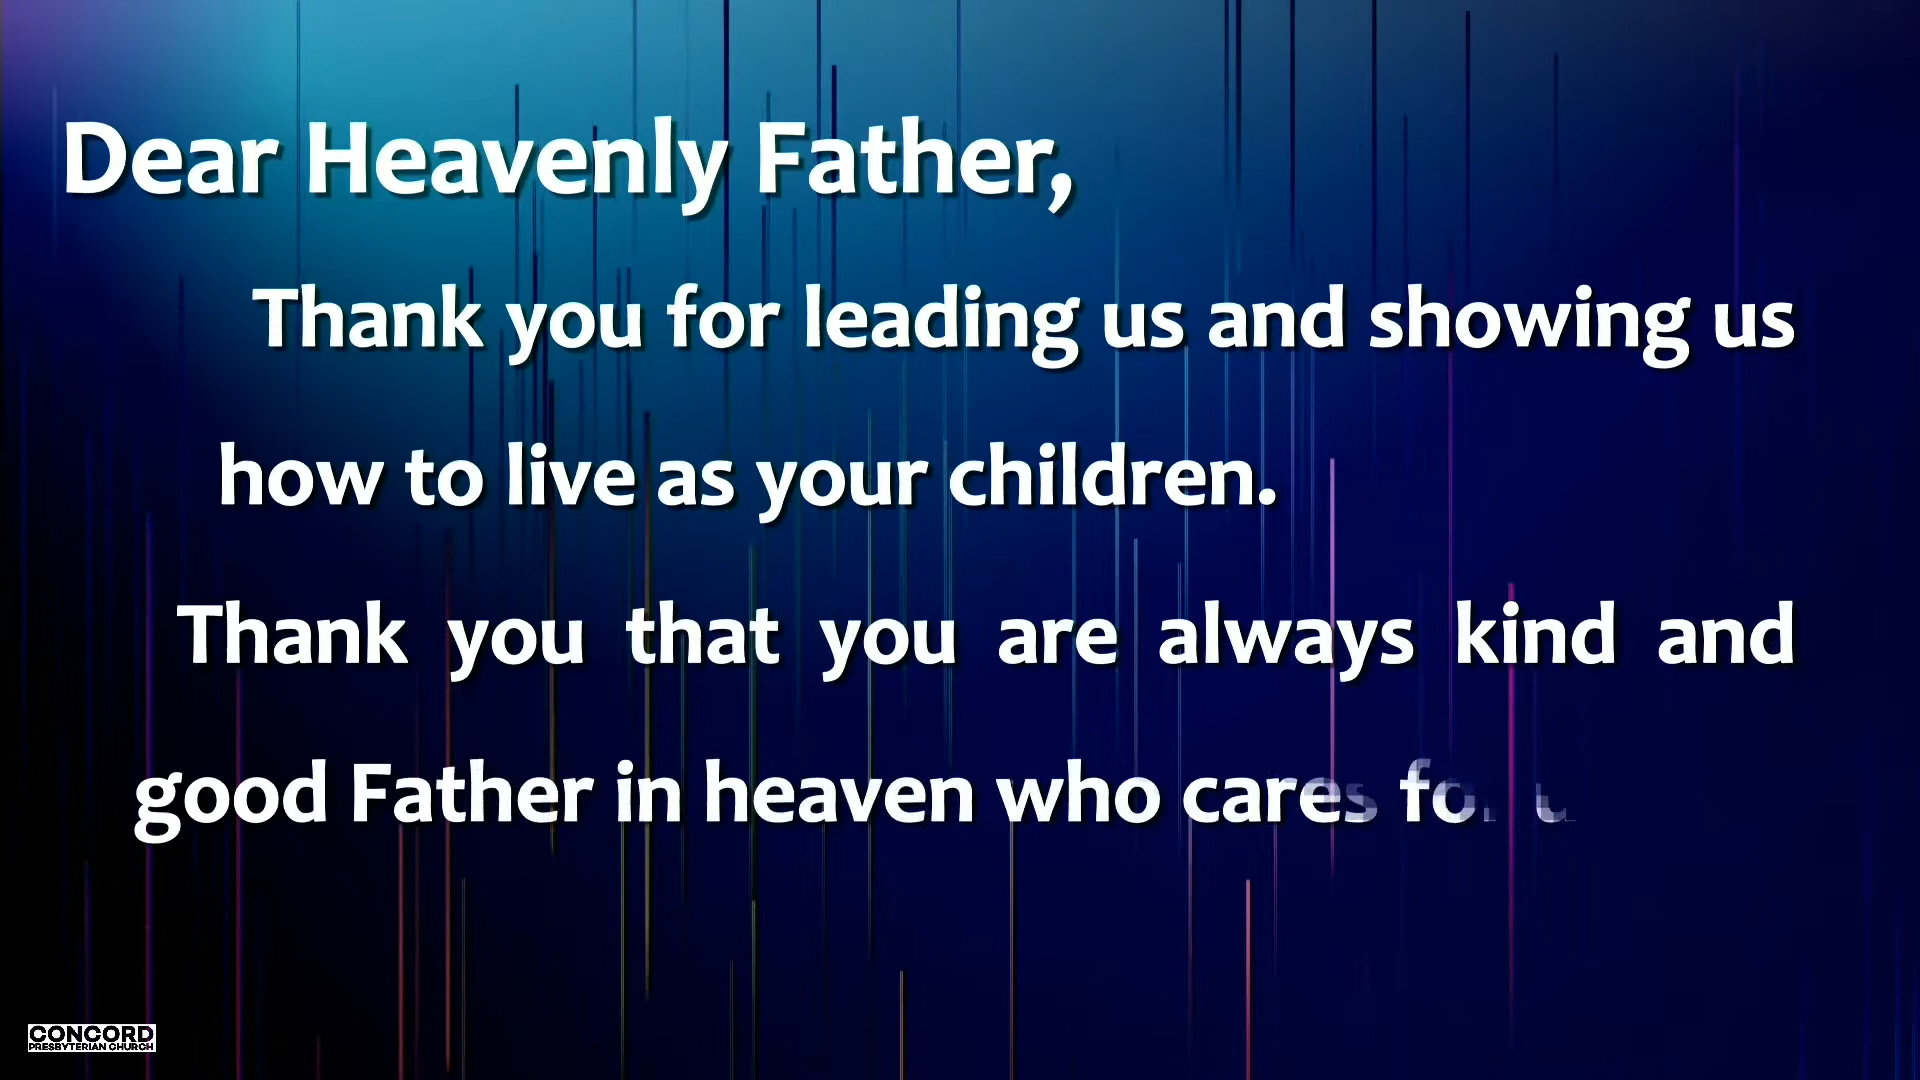 Dear Heavenly Father,
Thank you for leading us and showing us
how to live as your children.
Thank you that you are always kind and
good Father in heaven who cares for
CONCORD
PRESBYTERIAN CHURCH